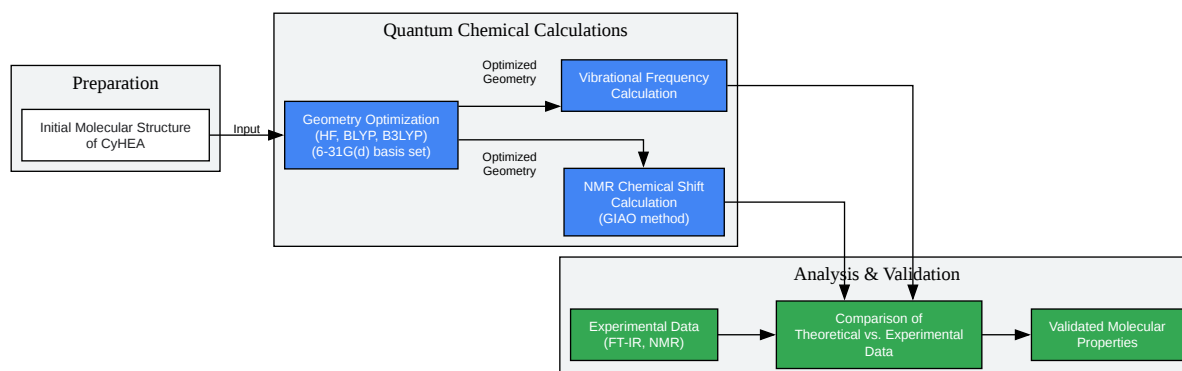 Quantum Chemical Calculations
Preparation
Initial Molecular Structure
of CyHEA
Input
Geometry Optimization
(HF, BLYP, B3LYP)
(6-31G(d) basis set)
Optimized
Geometry
Vibrational Frequency
Calculation
Optimized
Geometry
NMR Chemical Shift
Calculation
(GIAO method)
Analysis & Validation
Experimental Data
(FT-IR, NMR)
Comparison of
Theoretical vs. Experimental
Data
Validated Molecular
Properties